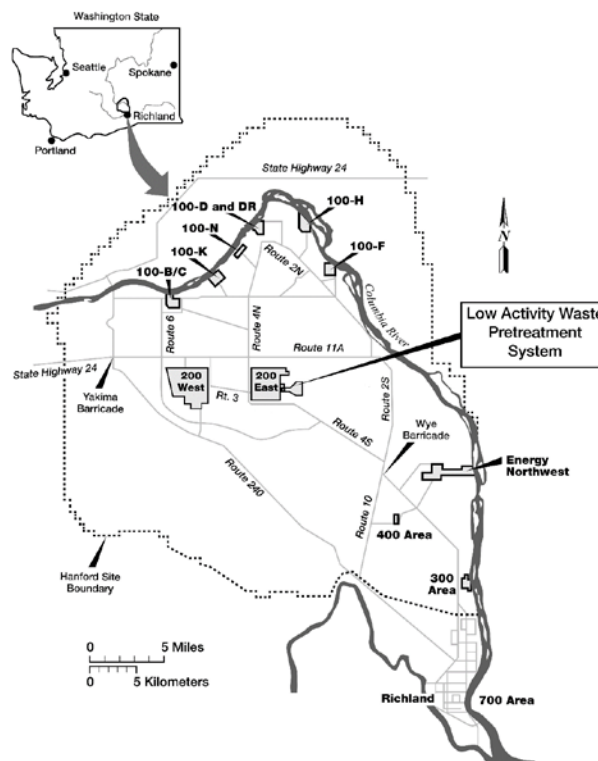 Washington State
Seattle
Spokane
Richland
Portland
State Highway 24
100-D and DR
100-H
100-N
100-K
100-F
100-B/C
Route 2N
N
Columbia River
Route 6
Route 4N
Low Activity Waste
Pretreatment
System
Route 11A
State Highway 24
200
West
200
East
Rt. 3
Route 2S
Yakima
Barricade
Wye
Barricade
Route 4S
Energy
Northwest
Route 240
Route 10
400 Area
Hanford Site
Boundary
300
Area
0 5 Miles
0 5 Kilometers
Richland
700 Area